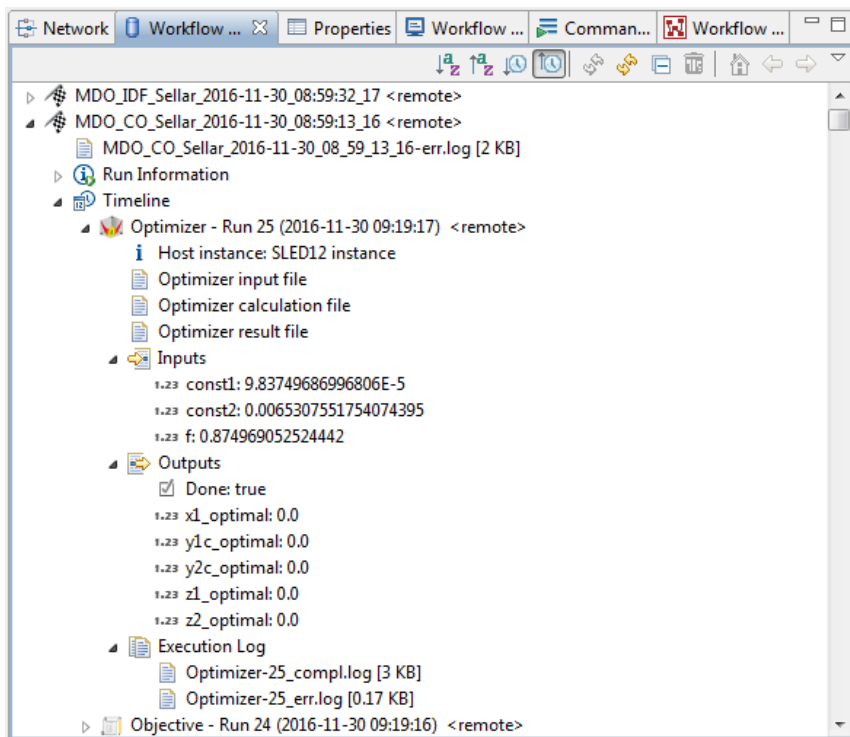 Network Workflow ... Properties Workflow ... Comman... Workflow ...
MDO_IDF_Sellar_2016-11-30_08:59:32_17 <remote>
MDO_CO_Sellar_2016-11-30_08:59:13_16 <remote>
MDO_CO_Sellar_2016-11-30_08_59_13_16-err.log [2 KB]
Run Information
Timeline
Optimizer - Run 25 (2016-11-30 09:19:17) <remote>
Host instance: SLED12 instance
Optimizer input file
Optimizer calculation file
Optimizer result file
Inputs
1.23 const1: 9.83749686996806E-5
1.23 const2: 0.0065307551754074395
1.23 f: 0.874969052524442
Outputs
Done: true
1.23 x1_optimal: 0.0
1.23 y1c_optimal: 0.0
1.23 y2c_optimal: 0.0
1.23 z1_optimal: 0.0
1.23 z2_optimal: 0.0
Execution Log
Optimizer-25_compl.log [3 KB]
Optimizer-25_err.log [0.17 KB]
Objective - Run 24 (2016-11-30 09:19:16) <remote>